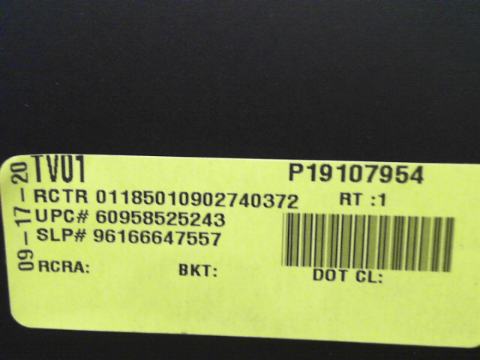 09-17-20
TV01 P19107954
RCTR 01185010902740372 RT :1
UPC# 60958525243
SLP# 96166647557
RCRA: BKT: DOT CL: